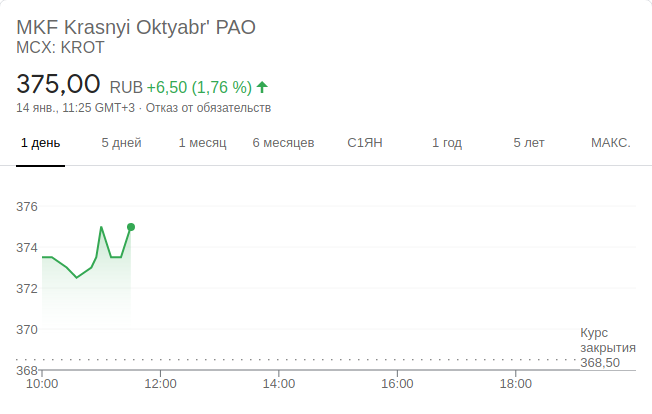 MKF Krasnyi Oktyabr' PAO
MCX: KROT
375,00 RUB +6,50 (1,76 %)
14 янв., 11:25 GMT+3 · Отказ от обязательств
1 день 5 дней 1 месяц 6 месяцев С1ЯН 1 год 5 лет МАКС.
376
374
372
370
Курс
закрытия
368,50
368
10:00 12:00 14:00 16:00 18:00